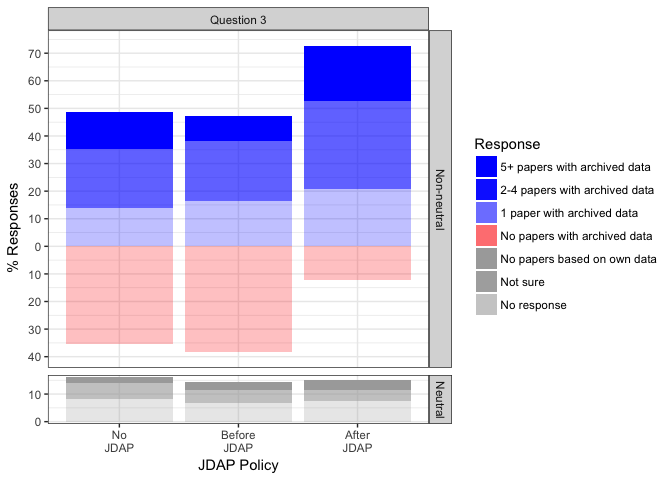 Question 3
% Responses
70
60
50
40
30
20
10
0
10
20
30
40
Non-neutral
10
0
Neutral
No
JDAP
Before
JDAP
After
JDAP
JDAP Policy
Response
5+ papers with archived data
2-4 papers with archived data
1 paper with archived data
No papers with archived data
No papers based on own data
Not sure
No response